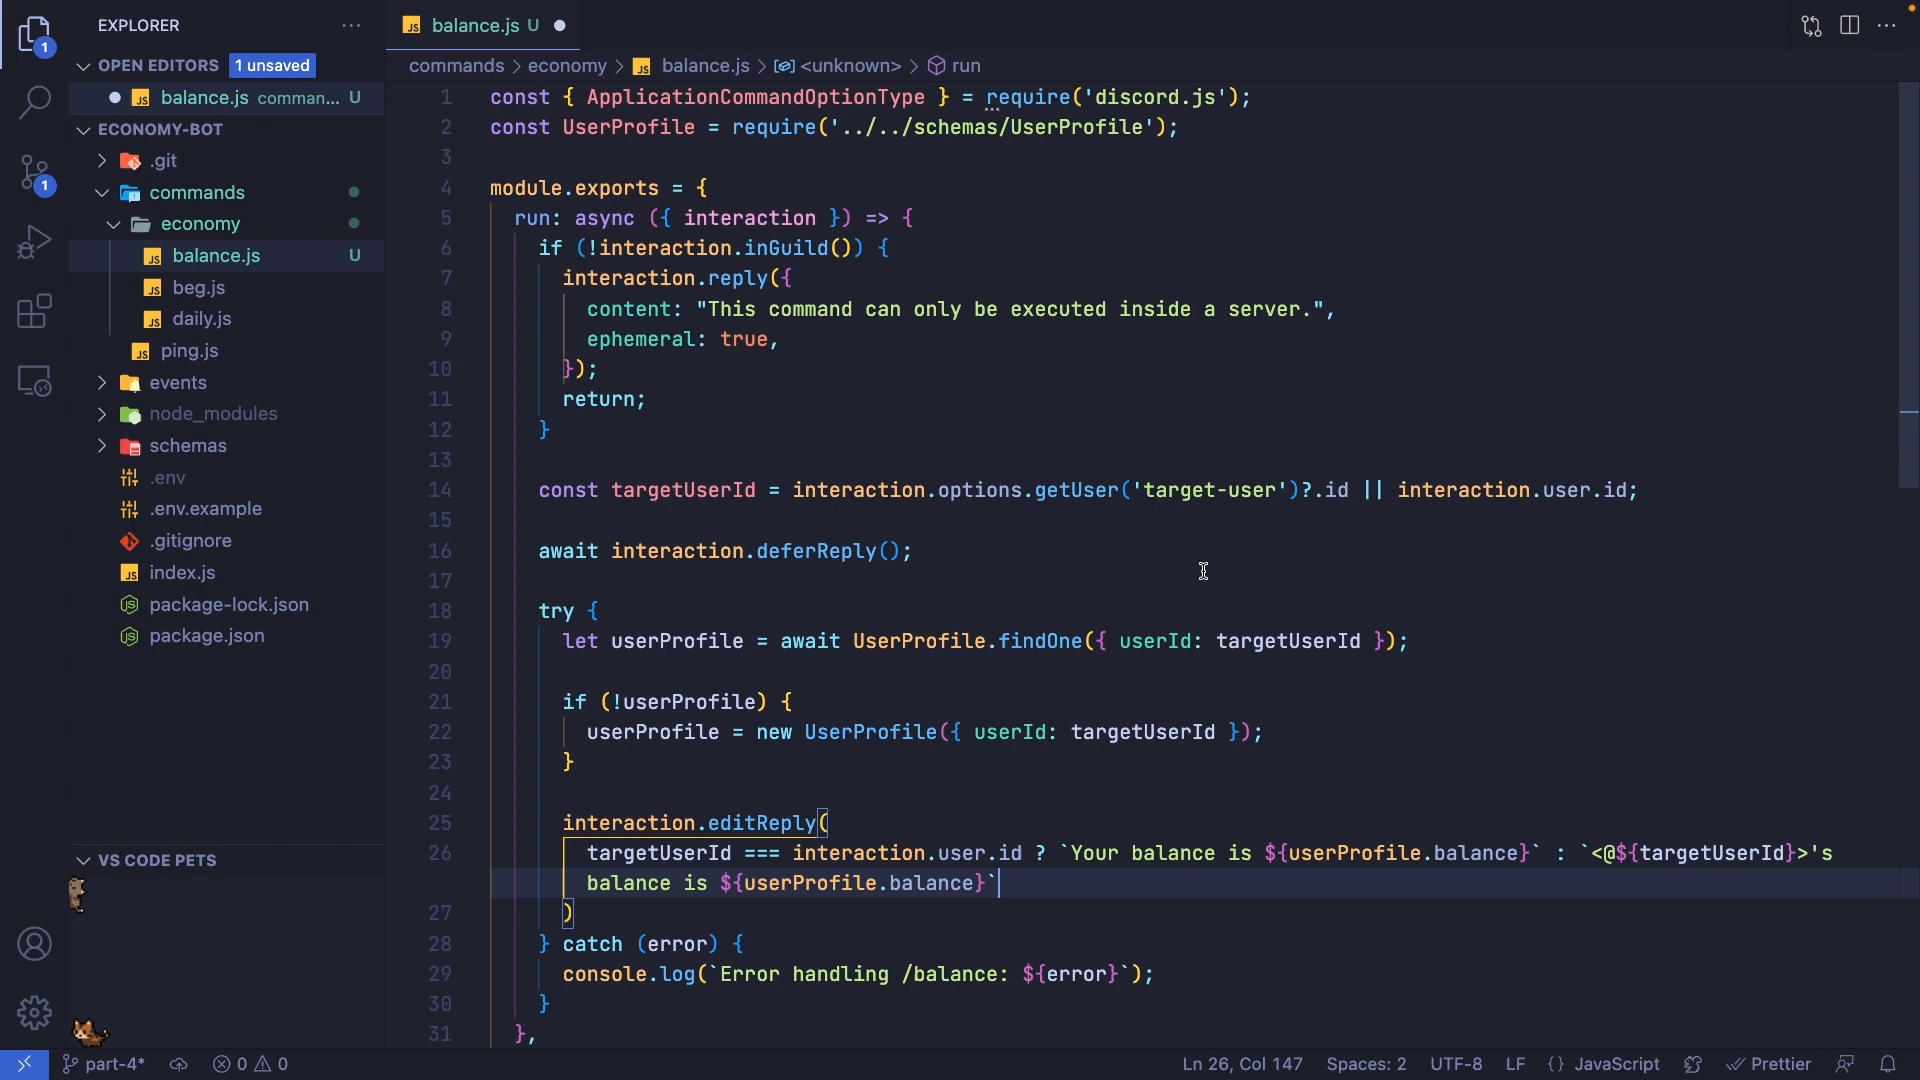 EXPLORER
balance.js U
OPEN EDITORS 1 unsaved
balance.js comman... U
ECONOMY-BOT
.git
commands
economy
balance.js U
beg.js
daily.js
ping.js
events
node_modules
schemas
.env
.env.example
.gitignore
index.js
package-lock.json
package.json
VS CODE PETS
1
1
commands > economy > balance.js > <unknown> > run
1 const { ApplicationCommandOptionType } = require('discord.js');
2 const UserProfile = require('../../schemas/UserProfile');
3
4 module.exports = {
5 run: async ({ interaction }) => {
6 if (!interaction.inGuild()) {
7 interaction.reply({
8 content: "This command can only be executed inside a server.",
9 ephemeral: true,
10 });
11 return;
12 }
13
14 const targetUserId = interaction.options.getUser('target-user')?.id || interaction.user.id;
15
16 await interaction.deferReply();
17
18 try {
19 let userProfile = await UserProfile.findOne({ userId: targetUserId });
20
21 if (!userProfile) {
22 userProfile = new UserProfile({ userId: targetUserId });
23 }
24
25 interaction.editReply(
26 targetUserId === interaction.user.id ? `Your balance is ${userProfile.balance}` : `<@${targetUserId}>'s
balance is ${userProfile.balance}`
27 )
28 } catch (error) {
29 console.log(`Error handling /balance: ${error}`);
30 }
31 },
part-4* 0 0 Ln 26, Col 147 Spaces: 2 UTF-8 LF {} JavaScript Prettier